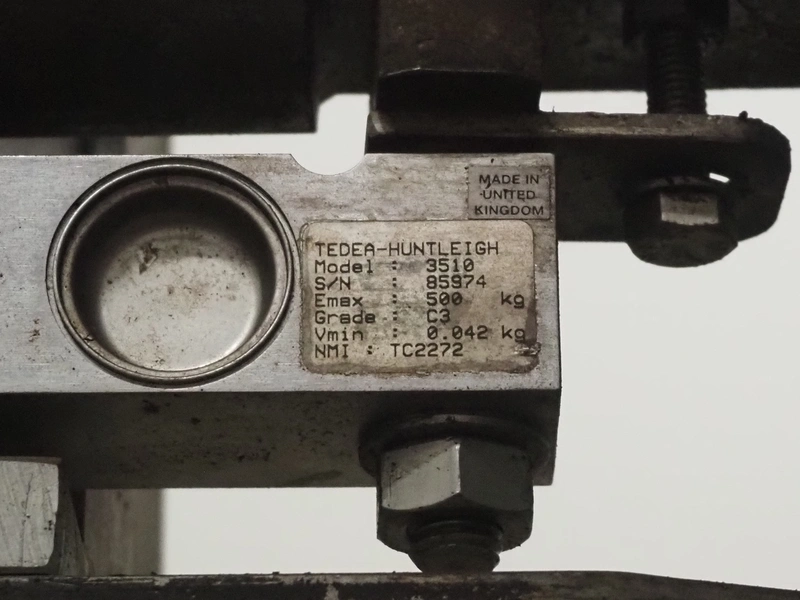 MADE IN
UNITED
KINGDOM
TEDEA-HUNTLEIGH
Model : 3510
S/N : 85974
Emax : 500 kg
Grade : C3
Vmin : 0.042 kg
NMI : TC2272